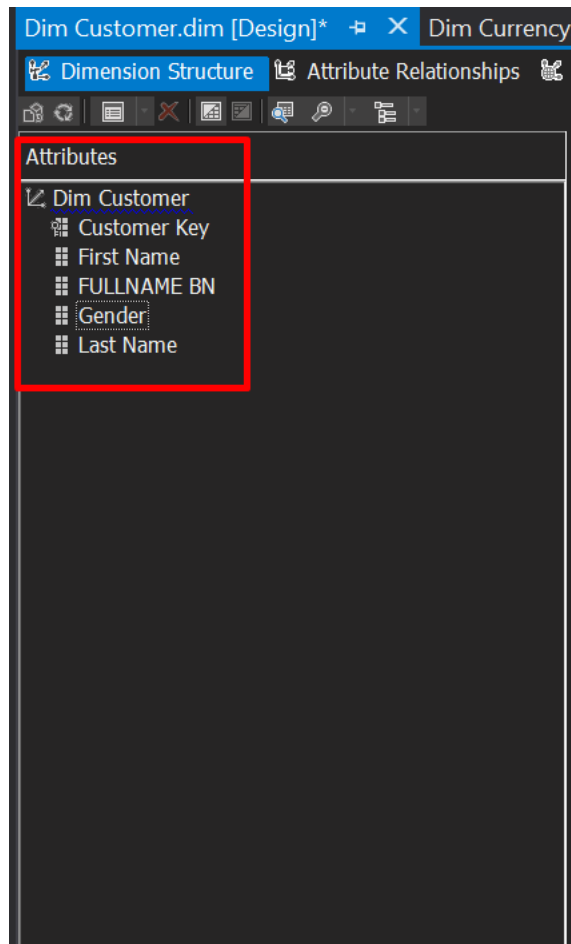 Dim Customer.dim [Design]* Dim Currency
Dimension Structure Attribute Relationships
Attributes
Dim Customer
Customer Key
First Name
FULLNAME BN
Gender
Last Name